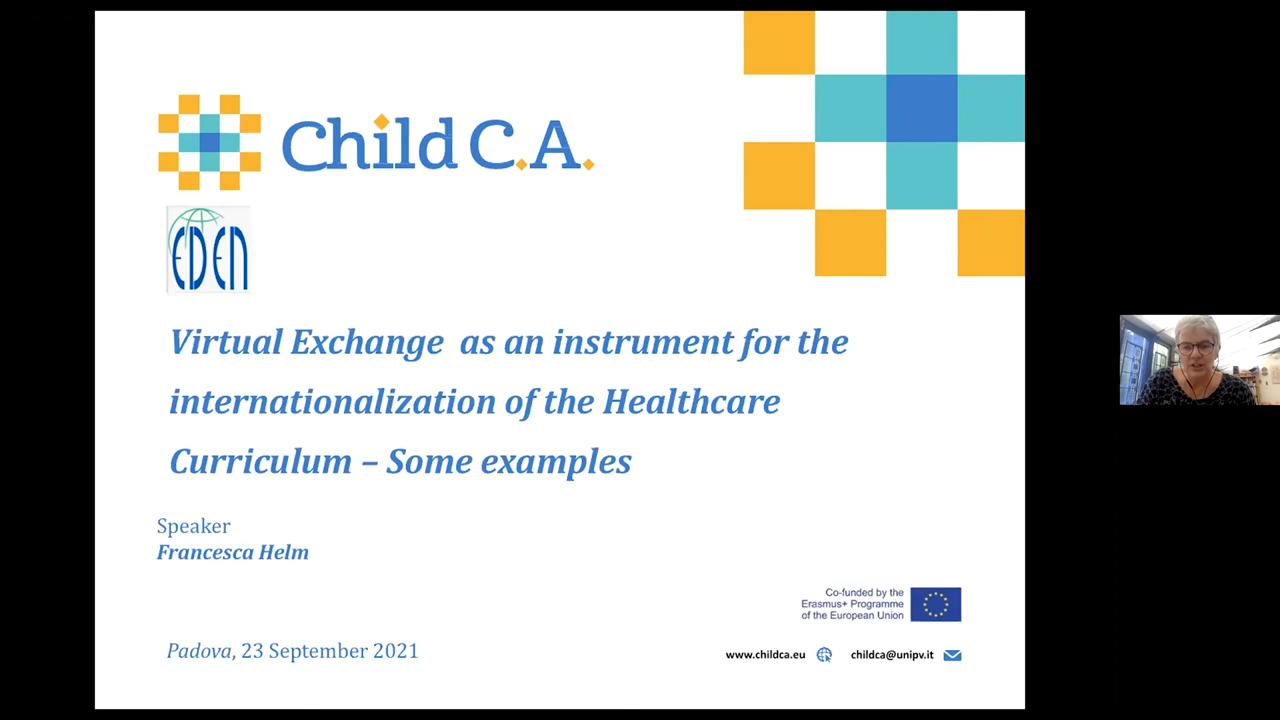 Child C.A.
EDEN
Virtual Exchange as an instrument for the
internationalization of the Healthcare
Curriculum – Some examples
Speaker
Francesca Helm
Co-funded by the
Erasmus+ Programme
of the European Union
Padova, 23 September 2021
www.childca.eu childca@unipv.it